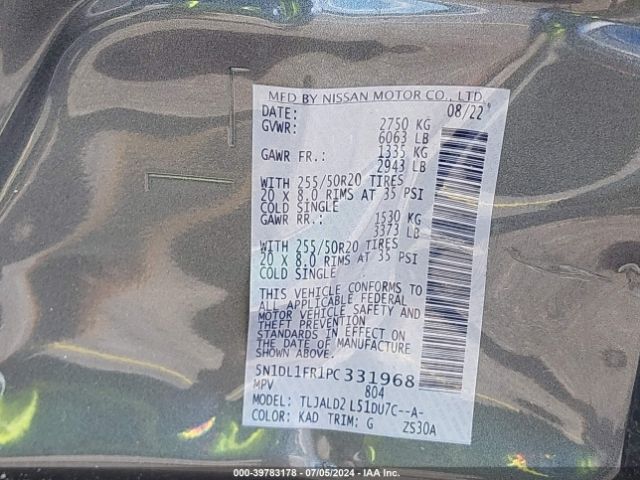 MFD BY NISSAN MOTOR CO., LTD.
DATE: 08/22
GVWR: 2750 KG
6063 LB
GAWR FR.: 1335 KG
2943 LB
WITH 255/50R20 TIRES
20 X 8.0 RIMS AT 35 PSI
COLD SINGLE
GAWR RR.: 1530 KG
3373 LB
WITH 255/50R20 TIRES
20 X 8.0 RIMS AT 35 PSI
COLD SINGLE
THIS VEHICLE CONFORMS TO
ALL APPLICABLE FEDERAL
MOTOR VEHICLE SAFETY AND
THEFT PREVENTION
STANDARDS IN EFFECT ON
THE DATE OF MANUFACTURE
SHOWN ABOVE.
5N1DL1FR1PC331968
MPV 804
MODEL: TLJALD2 L51DU7C--A-
COLOR: KAD TRIM: G ZS30A
000-39783178 - 07/05/2024 - IAA Inc.